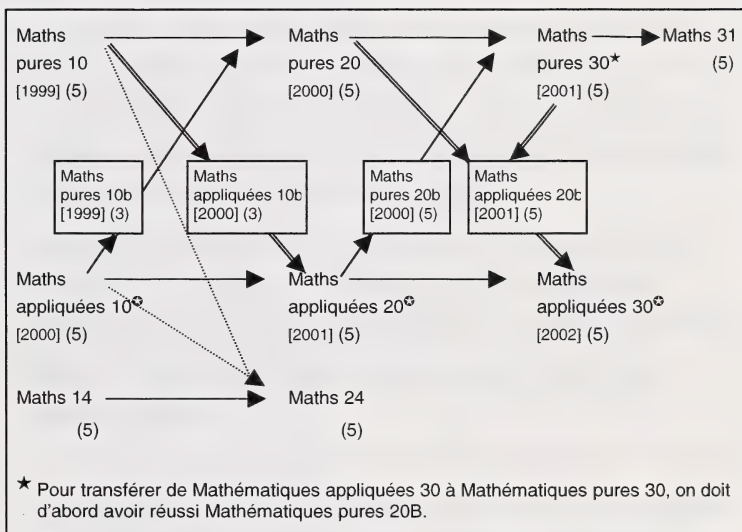 Maths
pures 10
[1999] (5)
Maths
pures 20
[2000] (5)
Maths
pures 30★
[2001] (5)
Maths 31
(5)
Maths
pures 10b
[1999] (3)
Maths
appliquées 10b
[2000] (3)
Maths
pures 20b
[2000] (5)
Maths
appliquées 20b
[2001] (5)
Maths
appliquées 10✪
[2000] (5)
Maths
appliquées 20✪
[2001] (5)
Maths
appliquées 30✪
[2002] (5)
Maths 14
(5)
Maths 24
(5)
★ Pour transférer de Mathématiques appliquées 30 à Mathématiques pures 30, on doit
d'abord avoir réussi Mathématiques pures 20B.